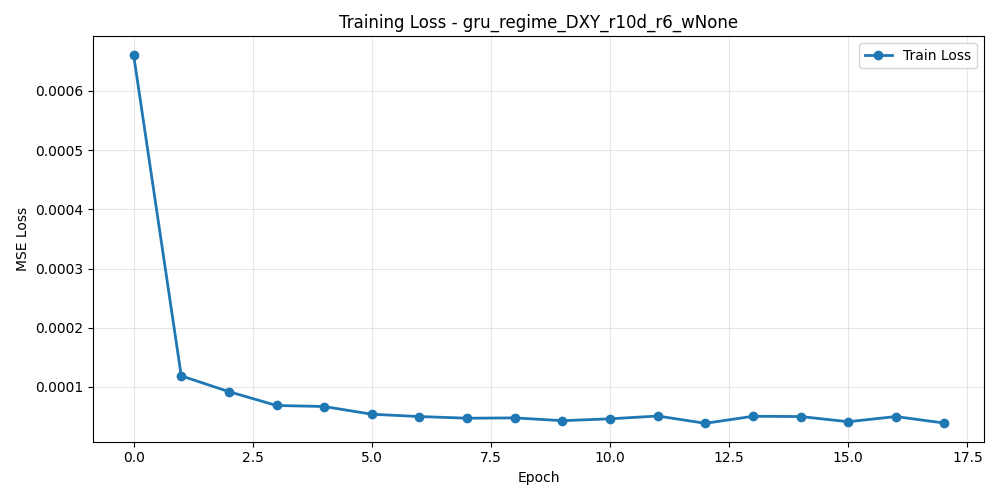 Training Loss - gru_regime_DXY_r10d_r6_wNone
Train Loss
MSE Loss
0.0006
0.0005
0.0004
0.0003
0.0002
0.0001
0.0 2.5 5.0 7.5 10.0 12.5 15.0 17.5
Epoch